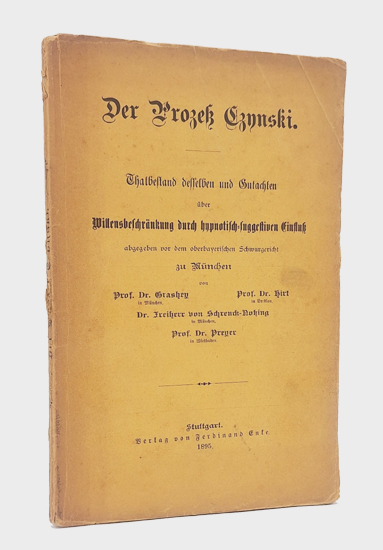 Der Prozeß Czynski.
Thatbestand desselben und Gutachten
über
Willensbeschränkung durch hypnotisch-suggestiven Einfluß
abgegeben vor dem oberbayerischen Schwurgericht
zu München
von
Prof. Dr. Grashey Prof. Dr. Hirt
in München, in Breslau,
Dr. Freiherr von Schrenck-Notzing
in München,
Prof. Dr. Preyer
in Wiesbaden.
Stuttgart.
Verlag von Ferdinand Enke.
1895.